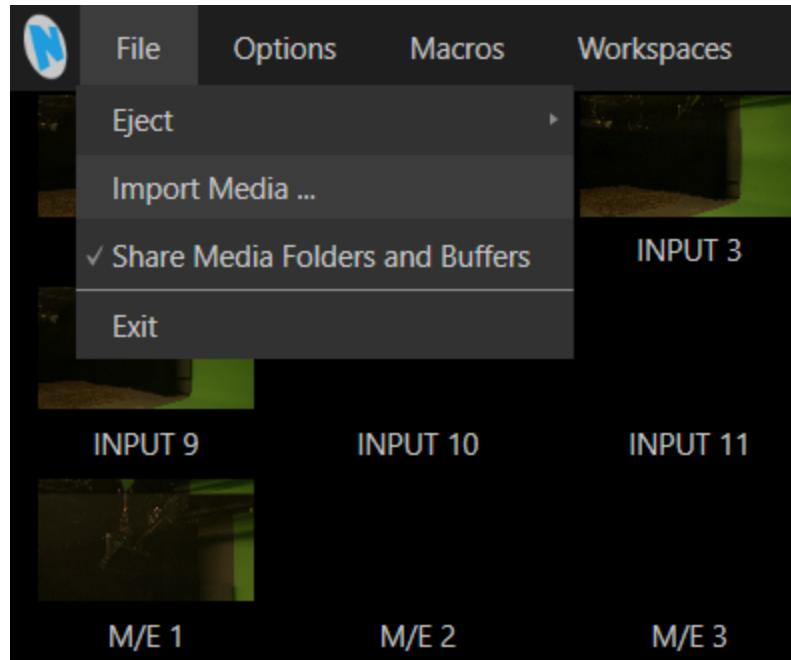 N File Options Macros Workspaces
Eject
Import Media ...
✓ Share Media Folders and Buffers
INPUT 3
Exit
INPUT 9 INPUT 10 INPUT 11
M/E 1 M/E 2 M/E 3